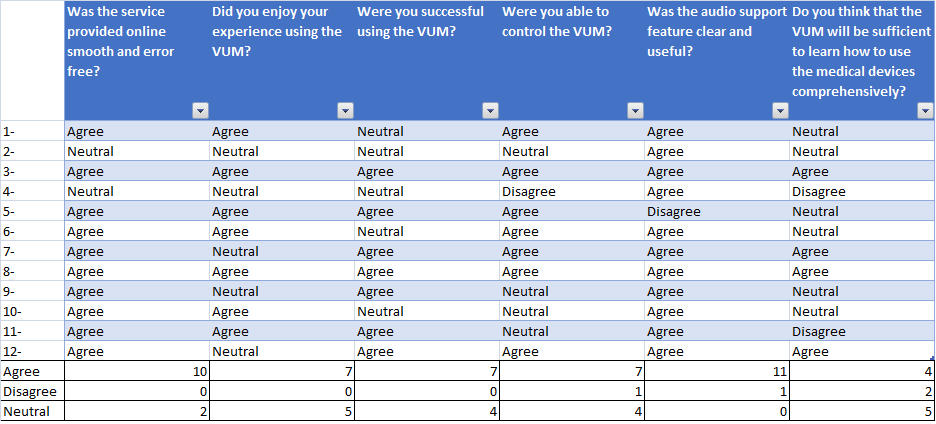 Was the service provided online smooth and error free? Did you enjoy your experience using the VUM? Were you successful using the VUM? Were you able to control the VUM? Was the audio support feature clear and useful? Do you think that the VUM will be sufficient to learn how to use the medical devices comprehensively?
1- Agree Agree Neutral Agree Agree Neutral
2- Neutral Neutral Neutral Neutral Agree Neutral
3- Agree Agree Agree Agree Agree Agree
4- Neutral Neutral Neutral Disagree Agree Disagree
5- Agree Agree Agree Agree Disagree Neutral
6- Agree Agree Neutral Agree Agree Neutral
7- Agree Neutral Agree Agree Agree Agree
8- Agree Agree Agree Agree Agree Agree
9- Agree Neutral Agree Neutral Agree Neutral
10- Agree Agree Neutral Neutral Agree Neutral
11- Agree Agree Agree Neutral Agree Disagree
12- Agree Neutral Agree Agree Agree Agree
Agree 10 7 7 7 11 4
Disagree 0 0 0 1 1 2
Neutral 2 5 4 4 0 5